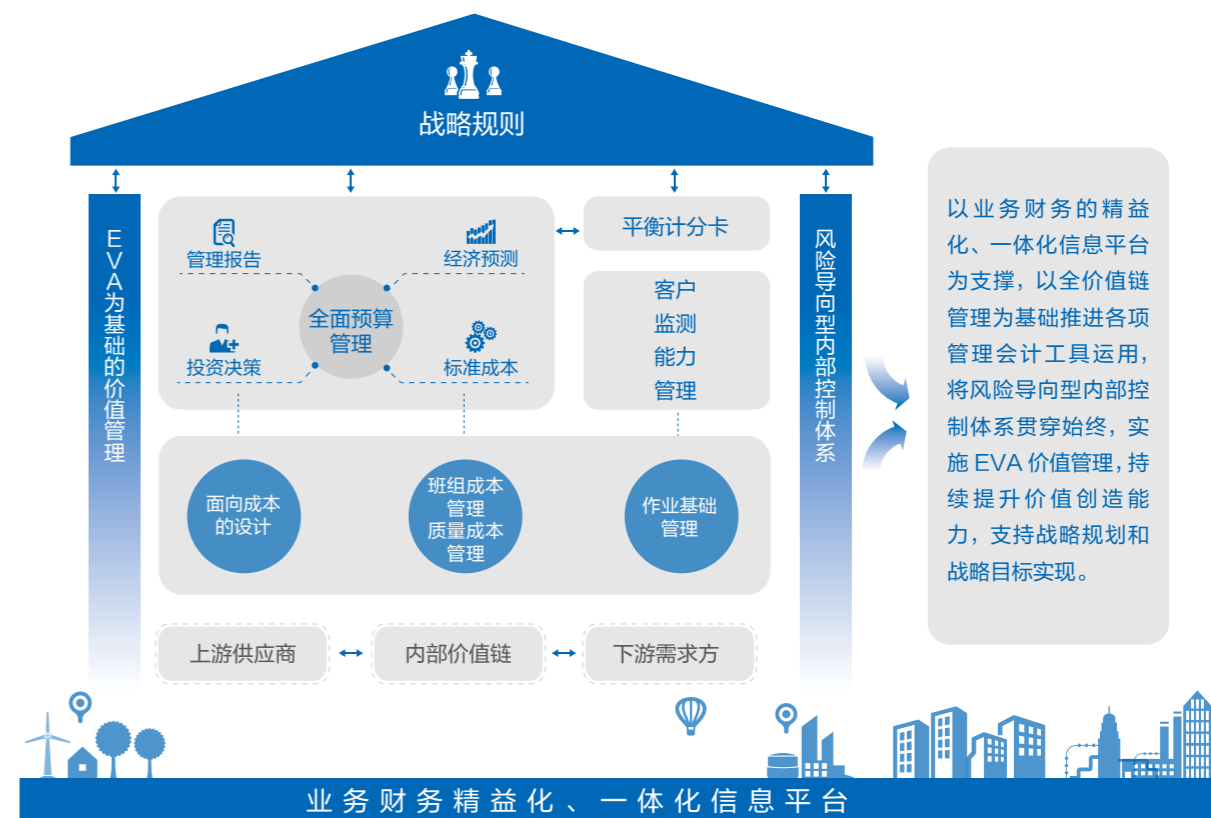 战略规则
EVA为基础的价值管理
管理报告
经济预测
全面预算
管理
投资决策
标准成本
平衡计分卡
客户
监测
能力
管理
风险导向型内部控制体系
面向成本
的设计
班组成本
管理
质量成本
管理
作业基础
管理
上游供应商
内部价值链
下游需求方
以业务财务的精益
化、一体化信息平台
为支撑，以全价值链
管理为基础推进各项
管理会计工具运用，
将风险导向型内部控
制体系贯穿始终，实
施 EVA 价值管理，持
续提升价值创造能
力，支持战略规划和
战略目标实现。
业务财务精益化、一体化信息平台